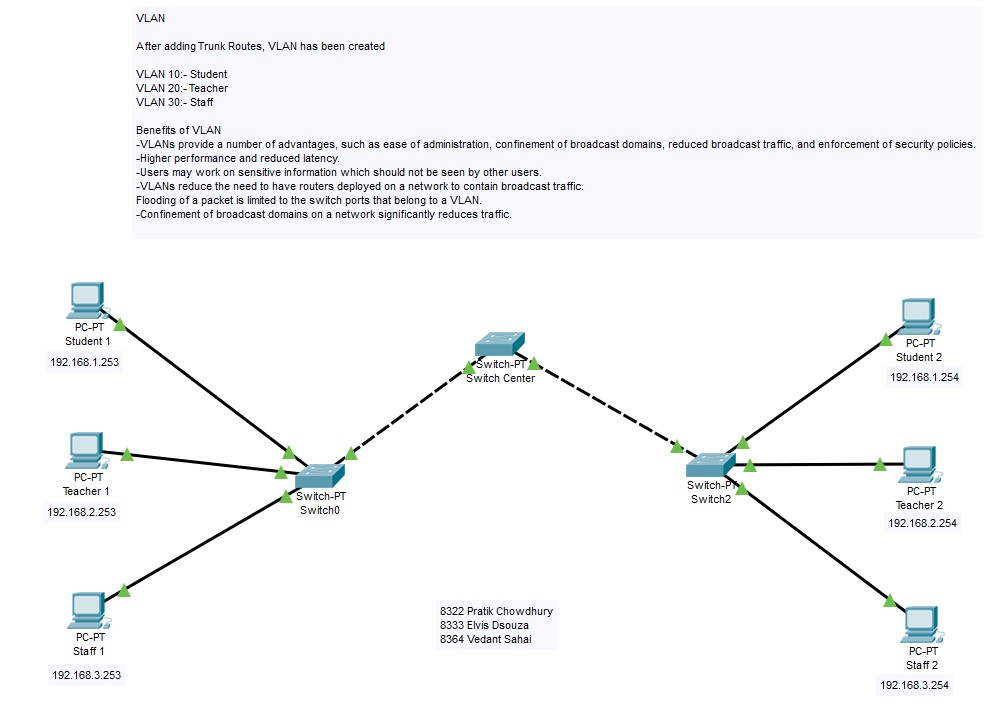 VLAN
After adding Trunk Routes, VLAN has been created
VLAN 10:- Student
VLAN 20:- Teacher
VLAN 30:- Staff
Benefits of VLAN
-VLANs provide a number of advantages, such as ease of administration, confinement of broadcast domains, reduced broadcast traffic, and enforcement of security policies.
-Higher performance and reduced latency.
-Users may work on sensitive information which should not be seen by other users.
-VLANs reduce the need to have routers deployed on a network to contain broadcast traffic.
Flooding of a packet is limited to the switch ports that belong to a VLAN.
-Confinement of broadcast domains on a network significantly reduces traffic.
PC-PT
Student 1
192.168.1.253
Switch-PT
Switch Center
PC-PT
Student 2
192.168.1.254
PC-PT
Teacher 1
192.168.2.253
Switch-PT
Switch0
Switch-PT
Switch2
PC-PT
Teacher 2
192.168.2.254
PC-PT
Staff 1
192.168.3.253
8322 Pratik Chowdhury
8333 Elvis Dsouza
8364 Vedant Sahai
PC-PT
Staff 2
192.168.3.254